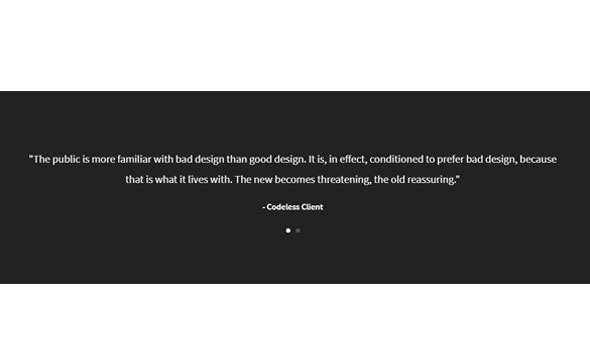 "The public is more familiar with bad design than good design. It is, in effect, conditioned to prefer bad design, because
that is what it lives with. The new becomes threatening, the old reassuring."
- Codeless Client